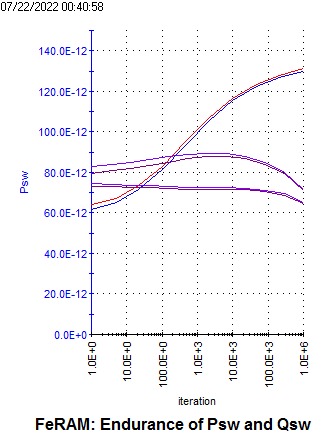 07/22/2022 00:40:58
140.0E-12
120.0E-12
100.0E-12
80.0E-12
60.0E-12
40.0E-12
20.0E-12
0.0E+0
Psw
1.0E+0
10.0E+0
100.0E+0
1.0E+3
10.0E+3
100.0E+3
1.0E+6
iteration
FeRAM: Endurance of Psw and Qsw